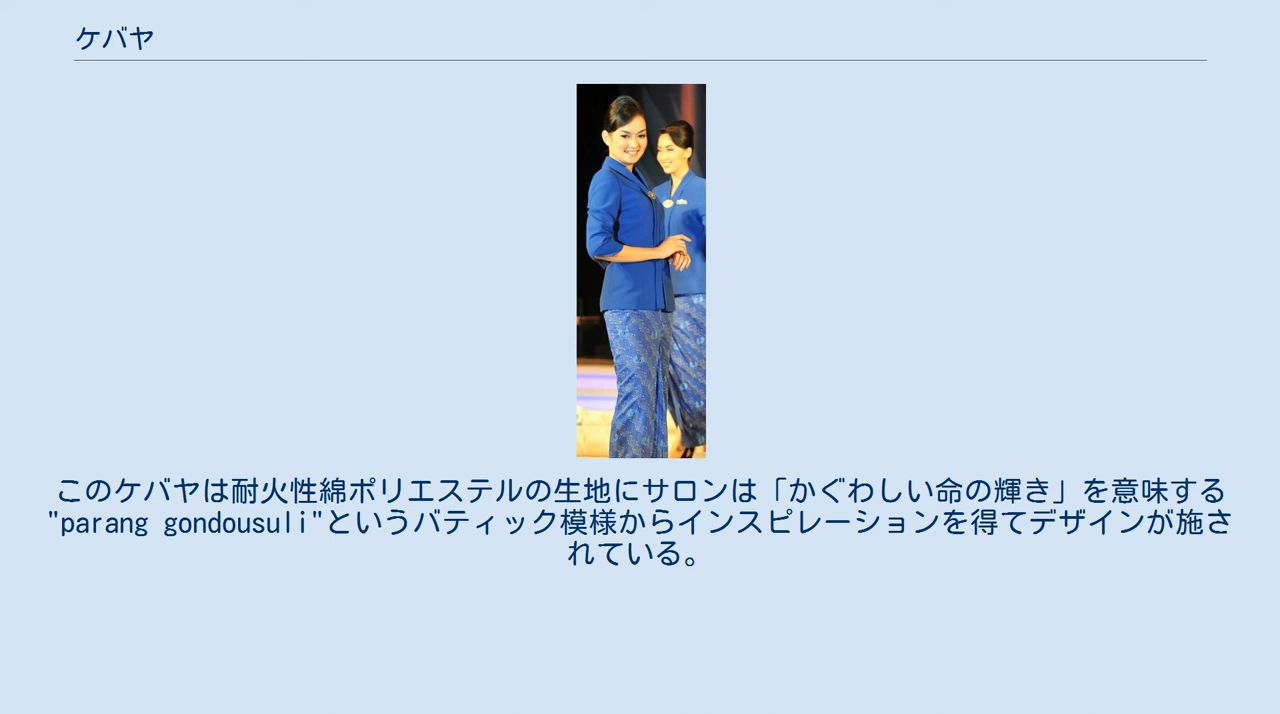 ケバヤ
このケバヤは耐火性綿ポリエステルの生地にサロンは「かぐわしい命の輝き」を意味する
"parang gondousuli"というバティック模様からインスピレーションを得てデザインが施さ
れている。